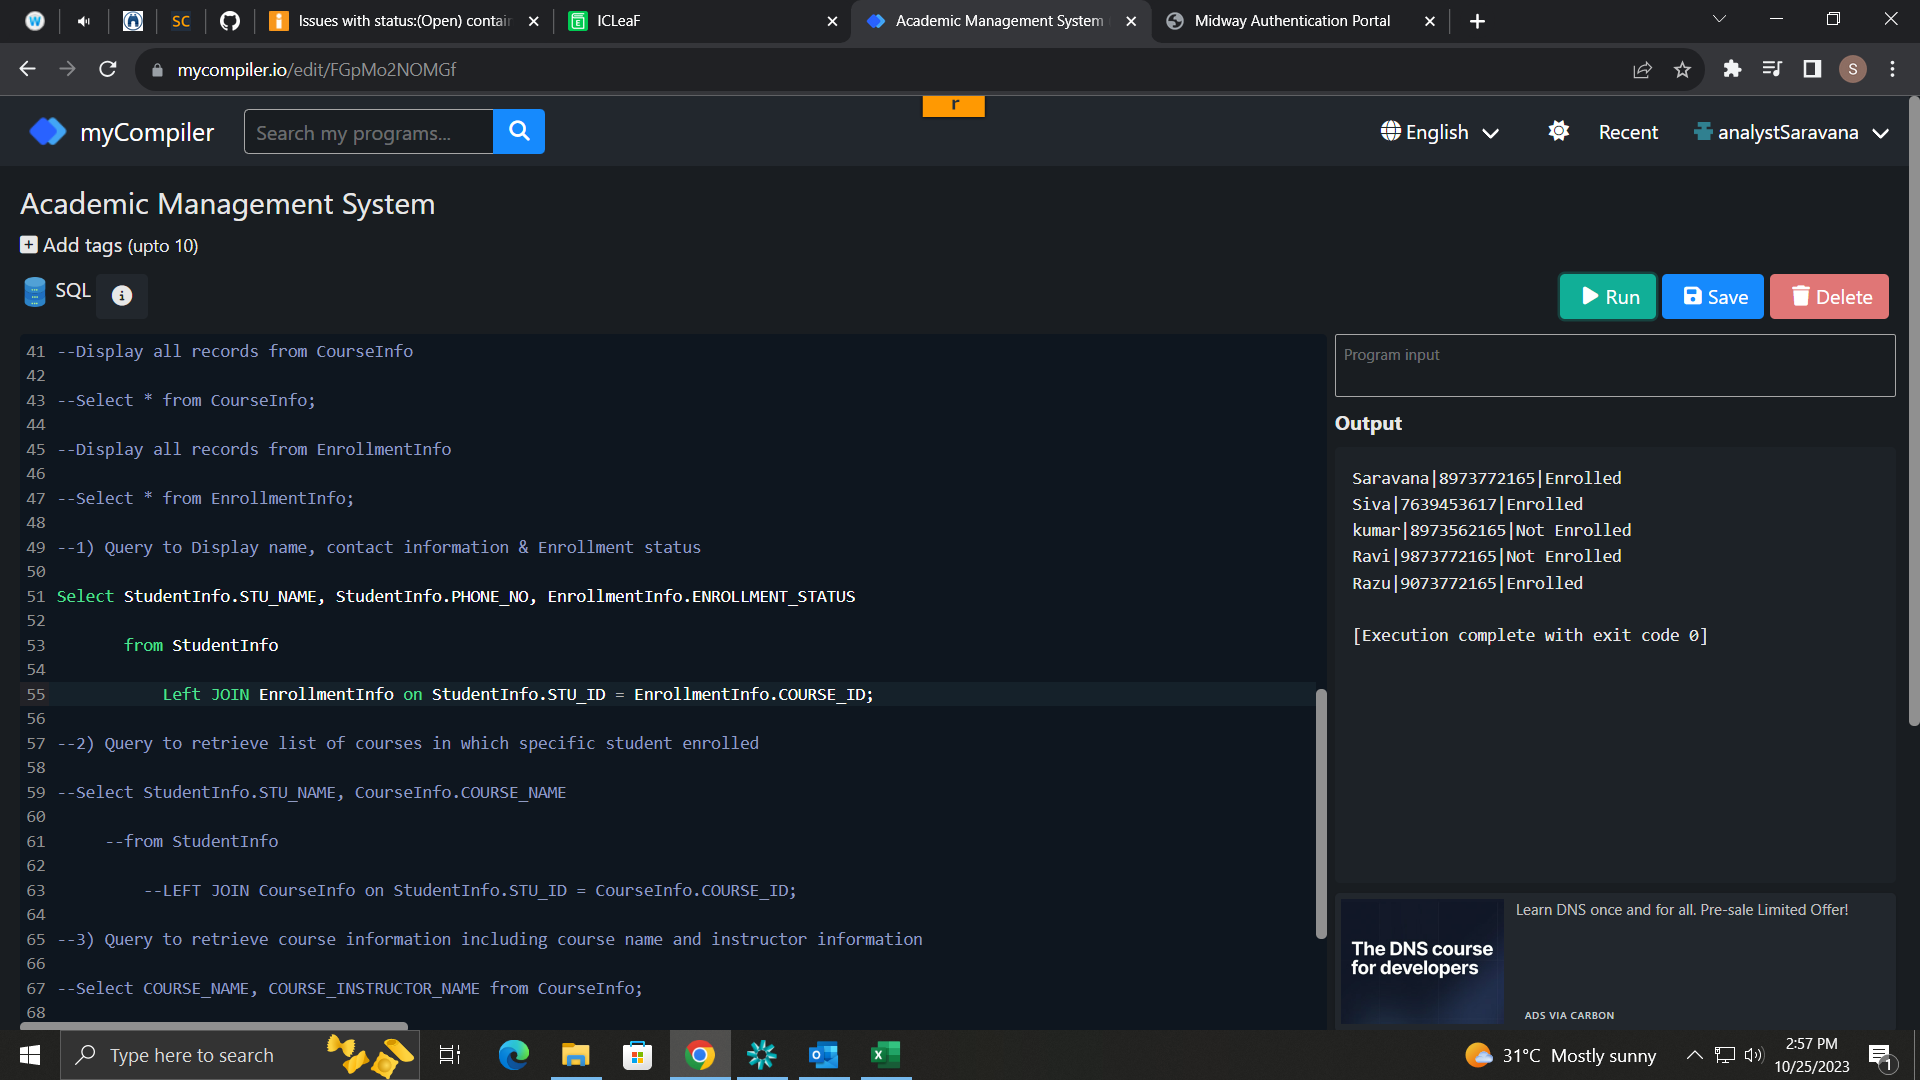 SC
Issues with status:(Open) contain
ICLeaF
Academic Management System
Midway Authentication Portal
mycompiler.io/edit/FGpMo2NOMGf
S
r
myCompiler
Search my programs...
English
Recent
analystSaravana
Academic Management System
Add tags (upto 10)
SQL
Run
Save
Delete
41 --Display all records from CourseInfo
42
43 --Select * from CourseInfo;
44
45 --Display all records from EnrollmentInfo
46
47 --Select * from EnrollmentInfo;
48
49 --1) Query to Display name, contact information & Enrollment status
50
51 Select StudentInfo.STU_NAME, StudentInfo.PHONE_NO, EnrollmentInfo.ENROLLMENT_STATUS
52
53 from StudentInfo
54
55 Left JOIN EnrollmentInfo on StudentInfo.STU_ID = EnrollmentInfo.COURSE_ID;
56
57 --2) Query to retrieve list of courses in which specific student enrolled
58
59 --Select StudentInfo.STU_NAME, CourseInfo.COURSE_NAME
60
61 --from StudentInfo
62
63 --LEFT JOIN CourseInfo on StudentInfo.STU_ID = CourseInfo.COURSE_ID;
64
65 --3) Query to retrieve course information including course name and instructor information
66
67 --Select COURSE_NAME, COURSE_INSTRUCTOR_NAME from CourseInfo;
68
Program input
Output
Saravana|8973772165|Enrolled
Siva|7639453617|Enrolled
kumar|8973562165|Not Enrolled
Ravi|9873772165|Not Enrolled
Razu|9073772165|Enrolled
[Execution complete with exit code 0]
Learn DNS once and for all. Pre-sale Limited Offer!
The DNS course
for developers
ADS VIA CARBON
Type here to search
31°C Mostly sunny
2:57 PM
10/25/2023
1